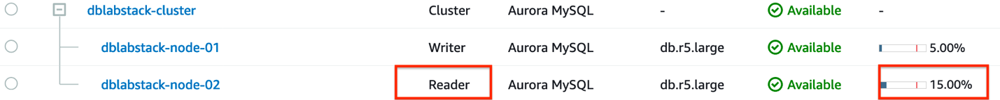 dblabstack-cluster Cluster Aurora MySQL - Available -
dblabstack-node-01 Writer Aurora MySQL db.r5.large Available 5.00%
dblabstack-node-02 Reader Aurora MySQL db.r5.large Available 15.00%